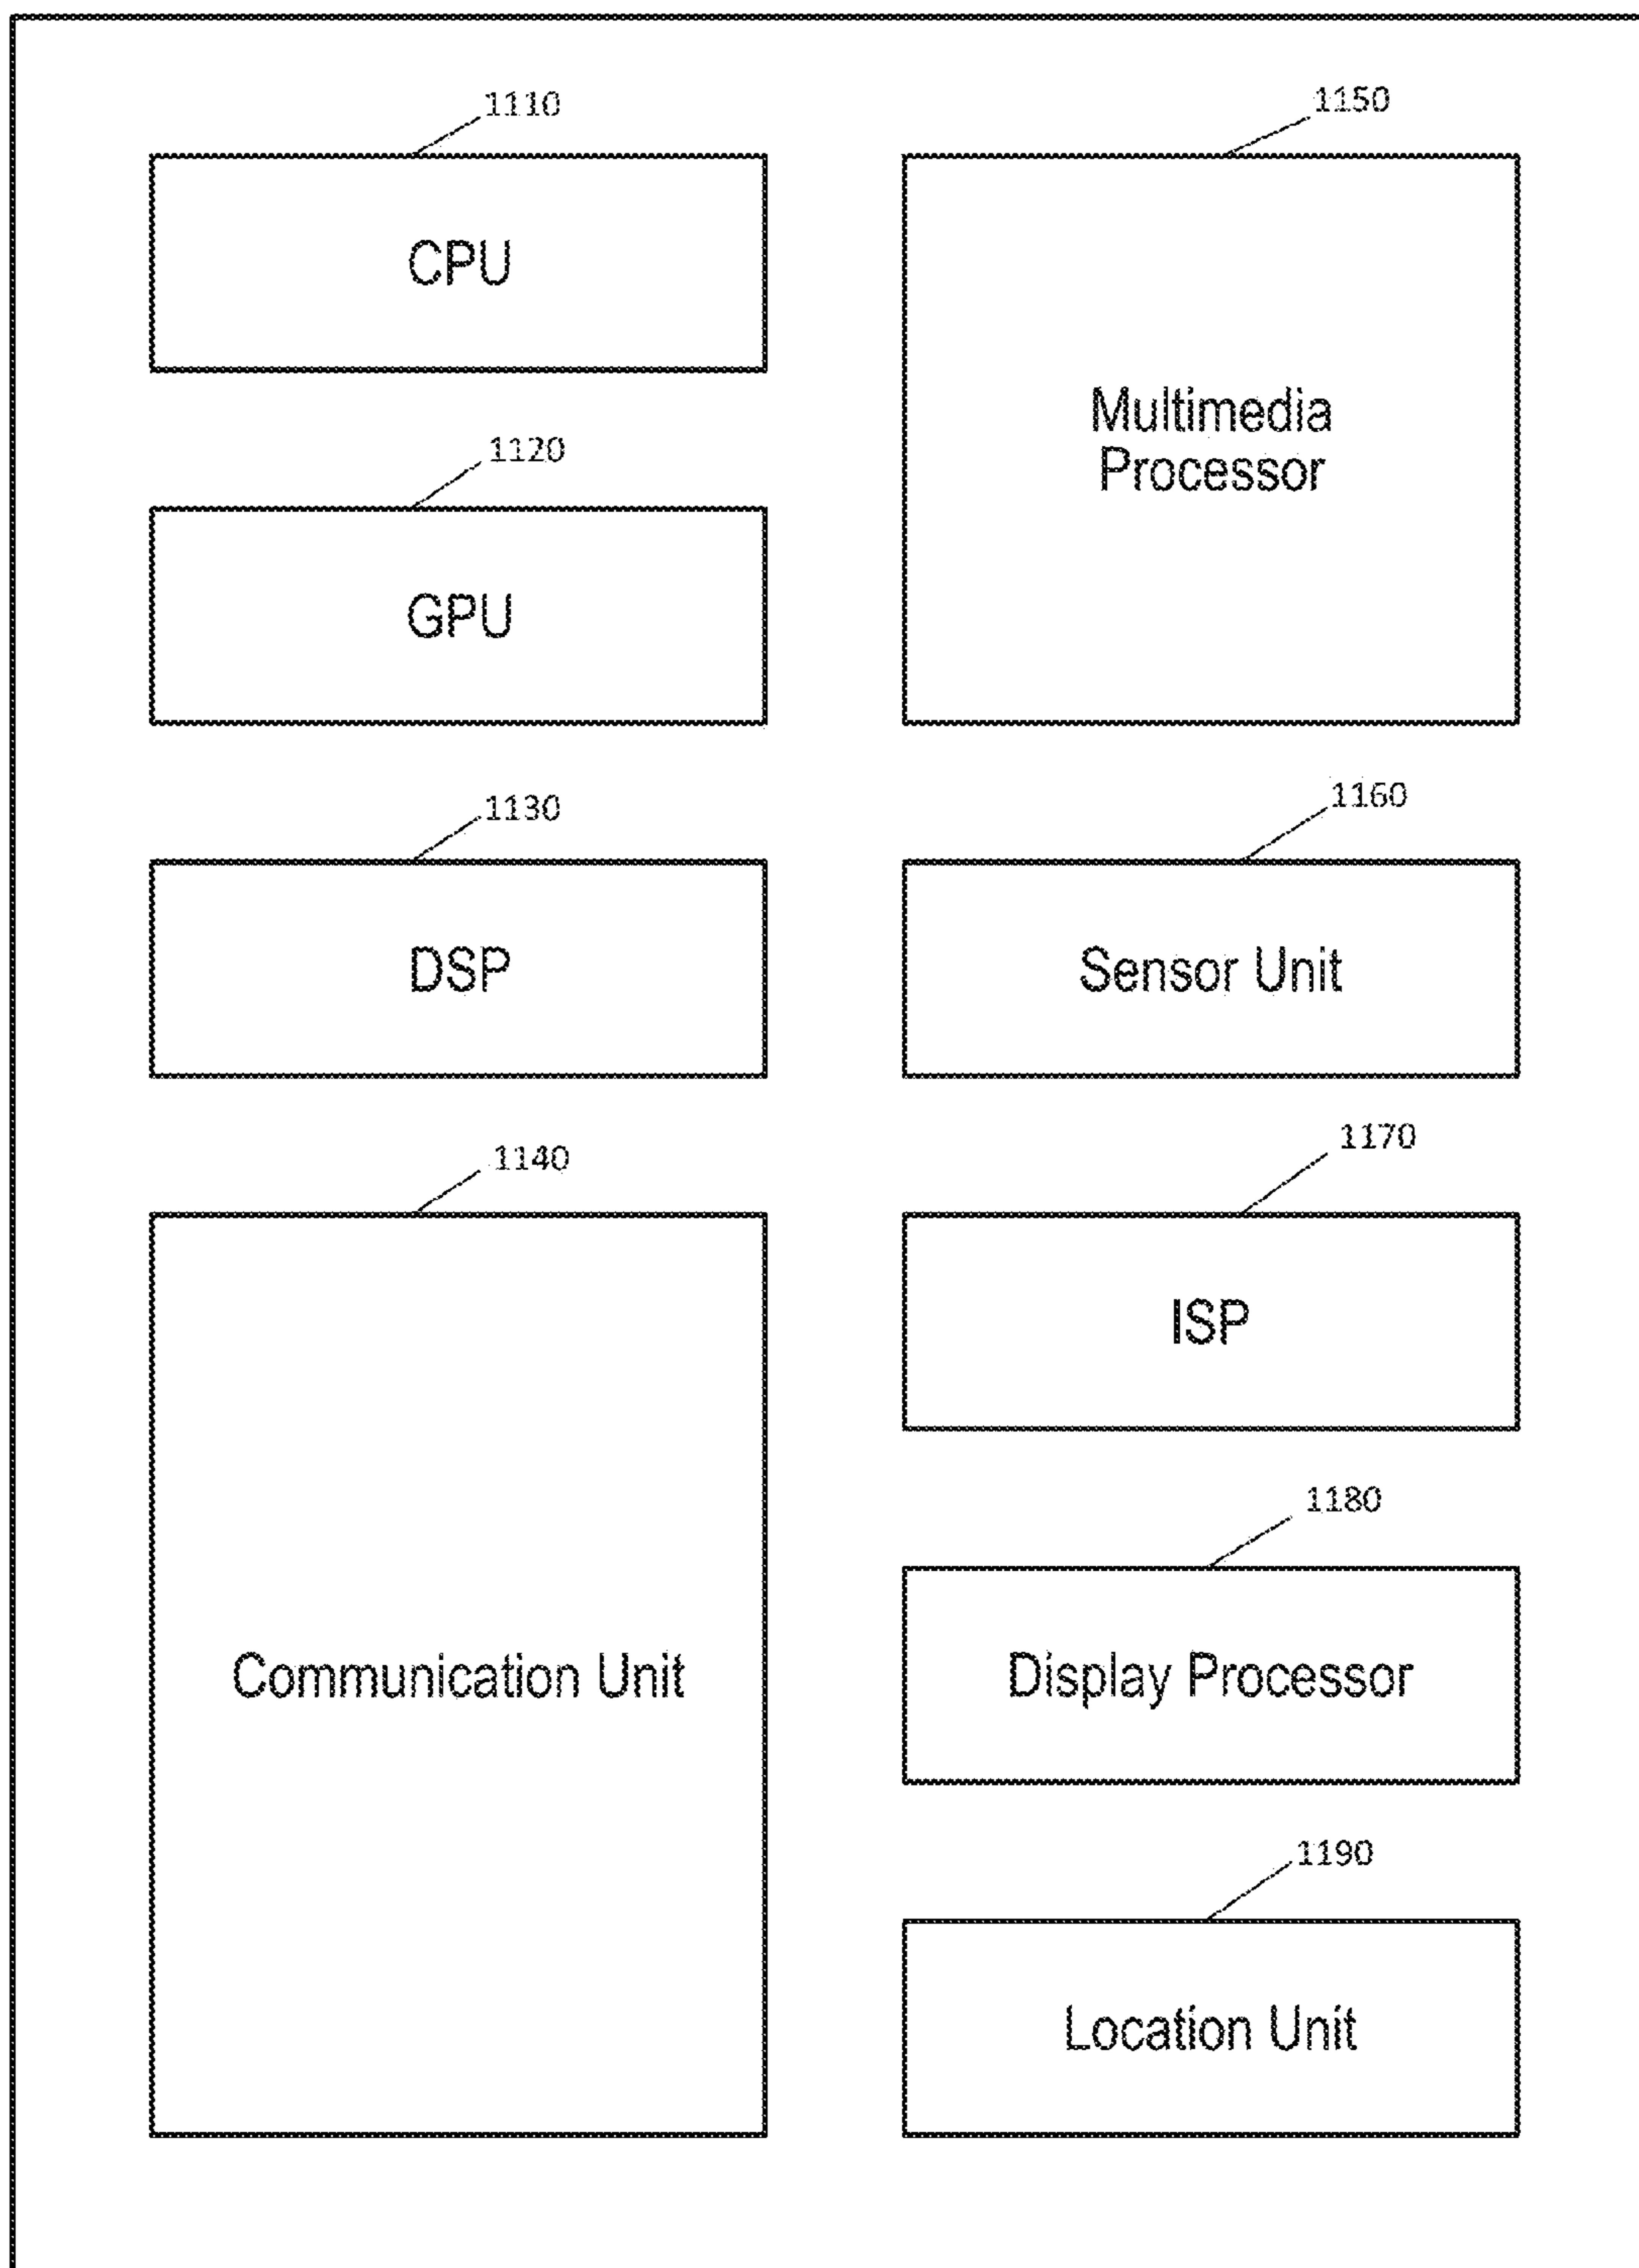 1110
CPU
1120
GPU
1130
DSP
1140
Communication Unit
1150
Multimedia
Processor
1160
Sensor Unit
1170
ISP
1180
Display Processor
1190
Location Unit